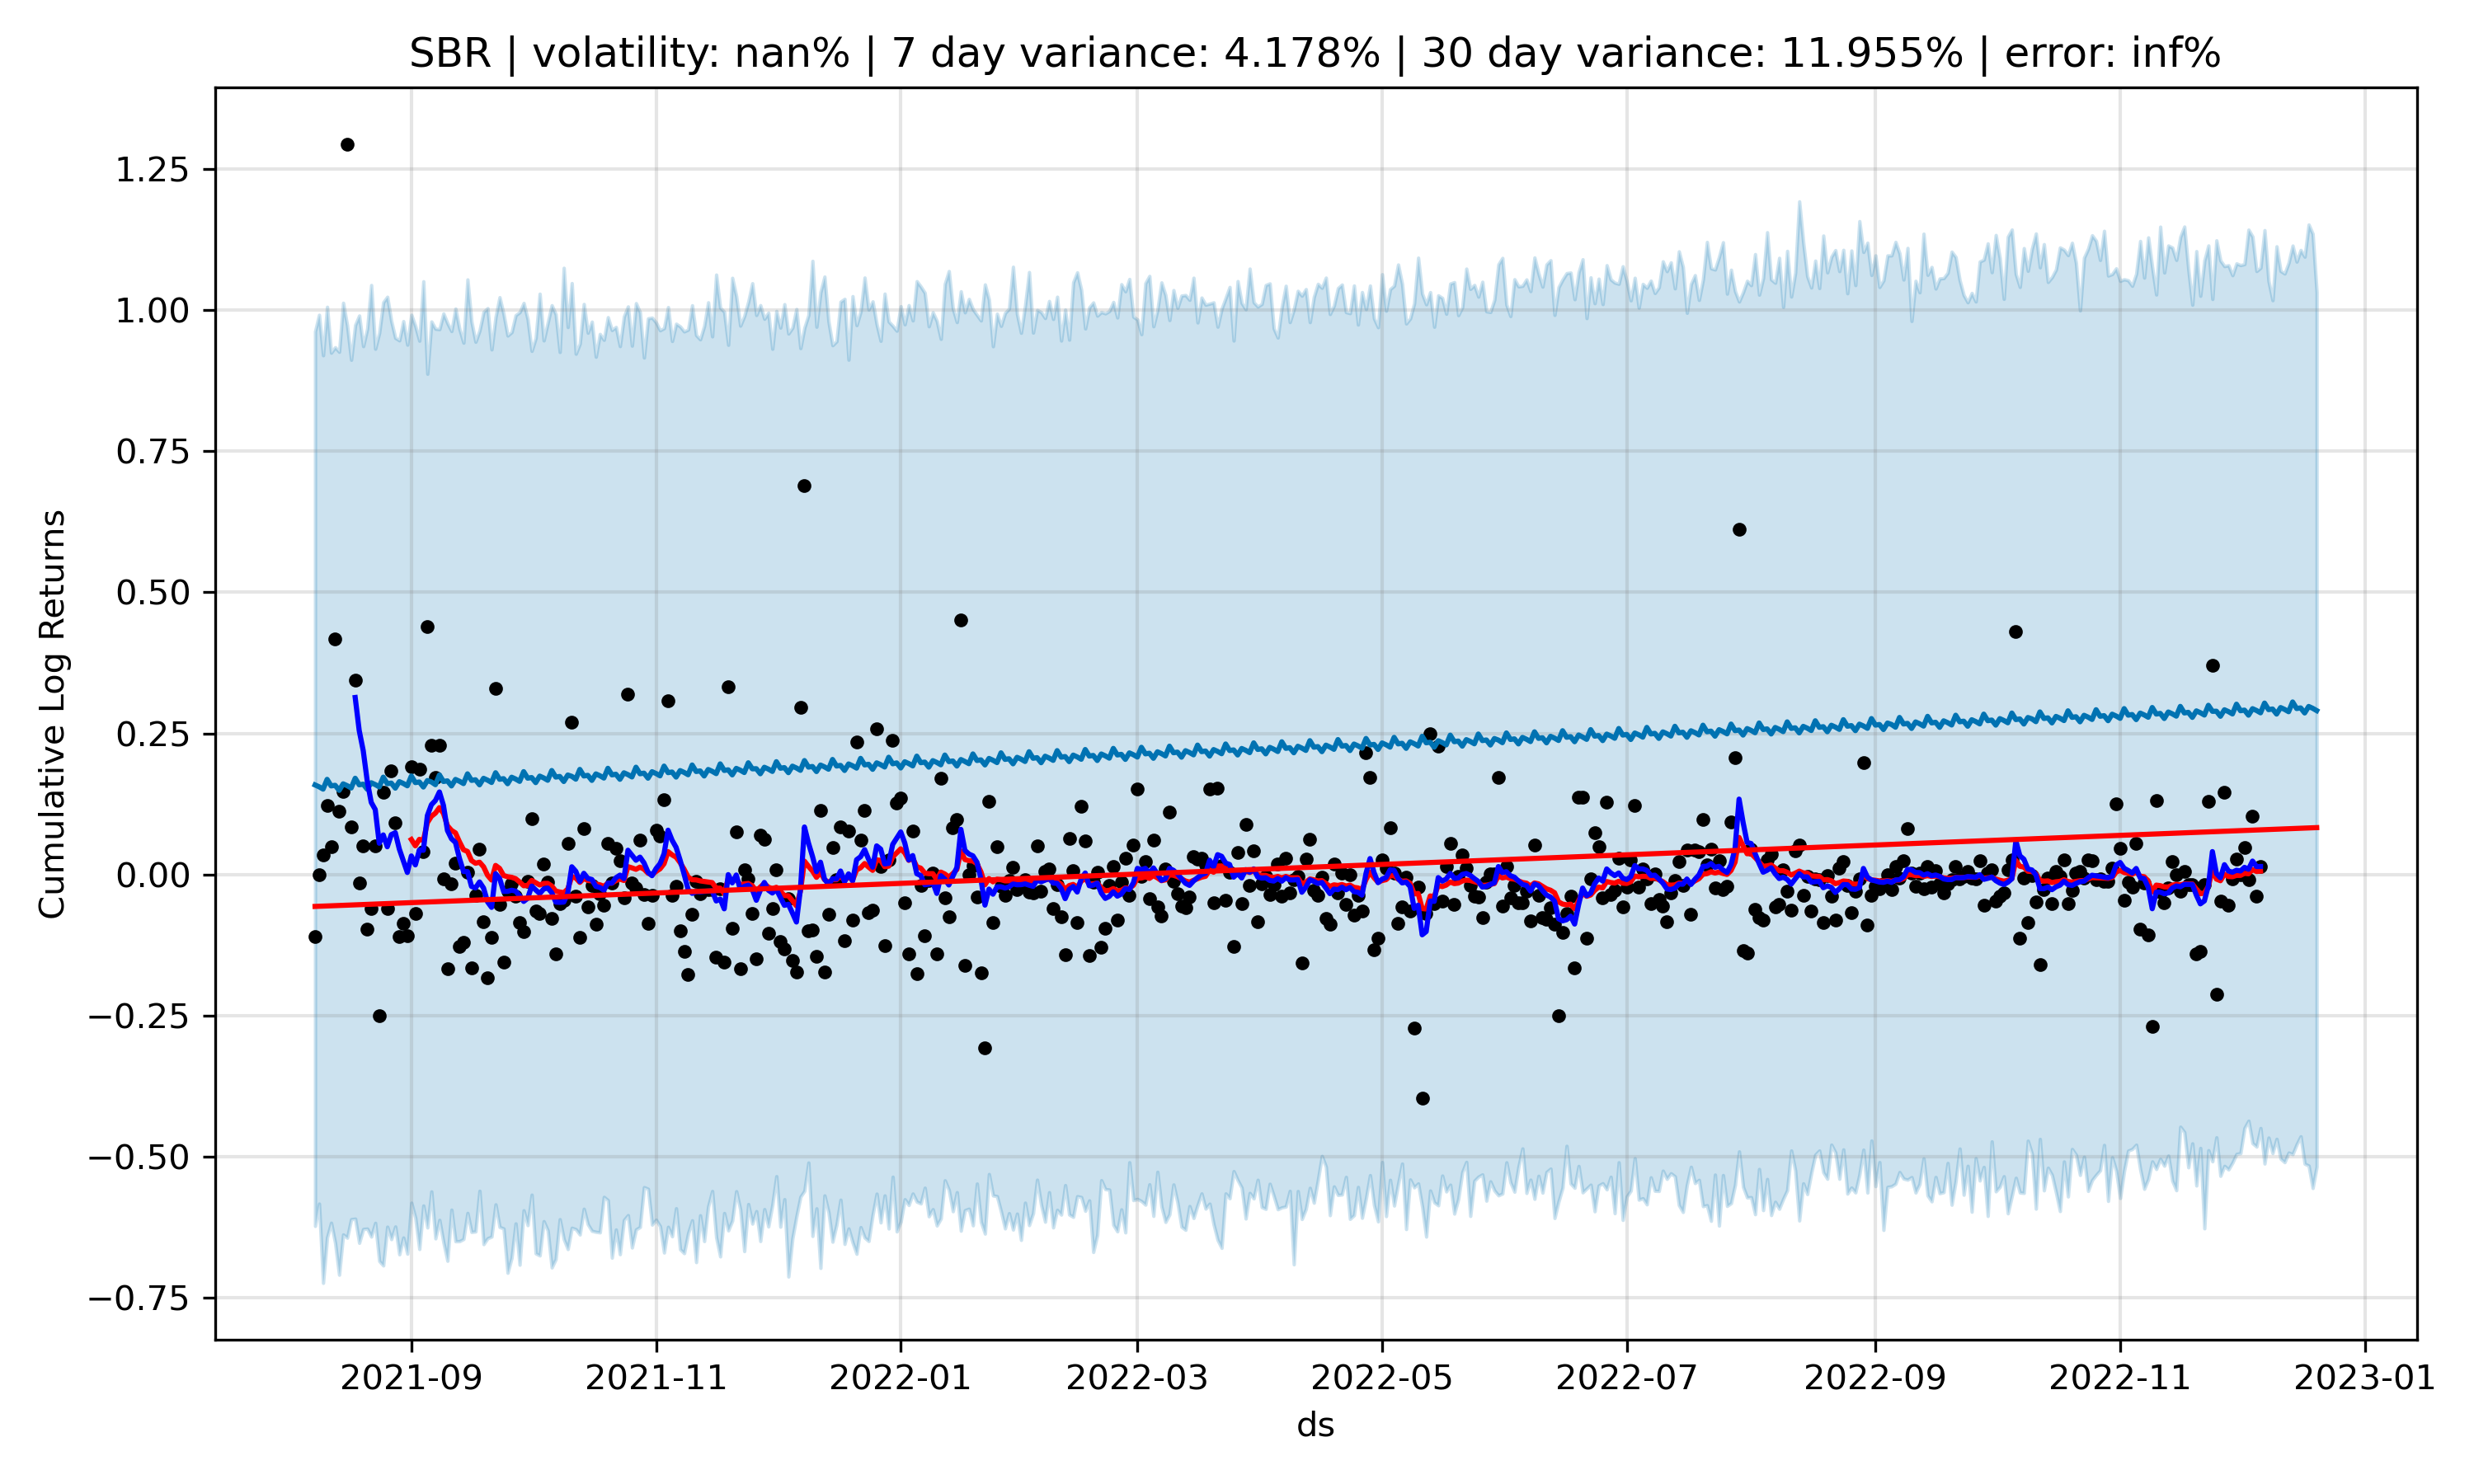 SBR | volatility: nan% | 7 day variance: 4.178% | 30 day variance: 11.955% | error: inf%
Cumulative Log Returns
1.25
1.00
0.75
0.50
0.25
0.00
−0.25
−0.50
−0.75
2021-09 2021-11 2022-01 2022-03 2022-05 2022-07 2022-09 2022-11 2023-01
ds